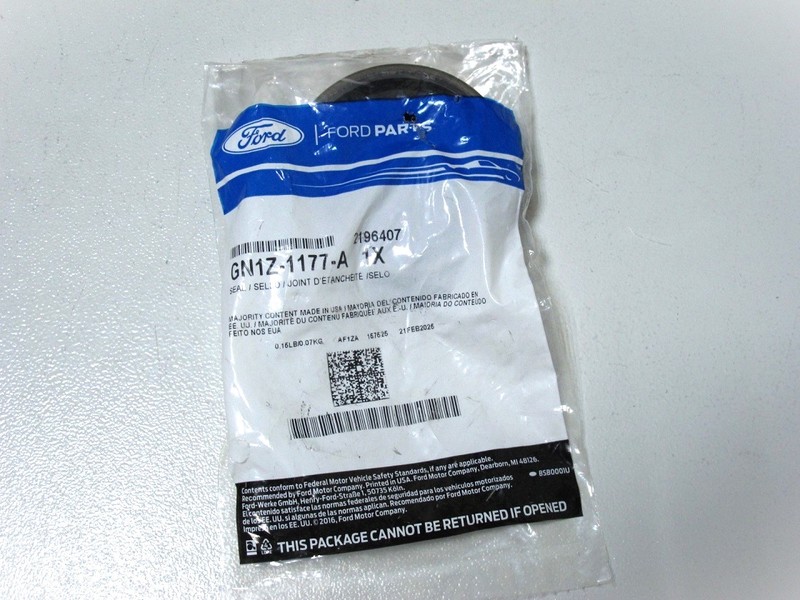 Ford FORD PARTS
2196407
GN1Z-1177-A 1X
SEAL / SELLO / JOINT D'ETANCHEITE /SELO
MAJORITY CONTENT MADE IN USA / MAYORIA DEL CONTENIDO FABRICADO EN
EE. UU. / MAJORITÉ DU CONTENU FABRIQUÉE AUX É.-U. / MAIORIA DO CONTEÚDO
FEITO NOS EUA
0.16LB/0.07KG AF1ZA 157625 21FEB2025
Contents conform to Federal Motor Vehicle Safety Standards, if any are applicable.
Recommended by Ford Motor Company. Printed in USA. Ford Motor Company, Dearborn, MI 48126.
Ford-Werke GmbH, Henry-Ford-Straße 1, 50735 Köln.
El contenido satisface las normas federales de seguridad para los vehículos motorizados
de los EE. UU. si algunas de las normas aplican. Recomendado por Ford Motor Company.
Impreso en los EE. UU. © 2016, Ford Motor Company.
BSB0001U
THIS PACKAGE CANNOT BE RETURNED IF OPENED